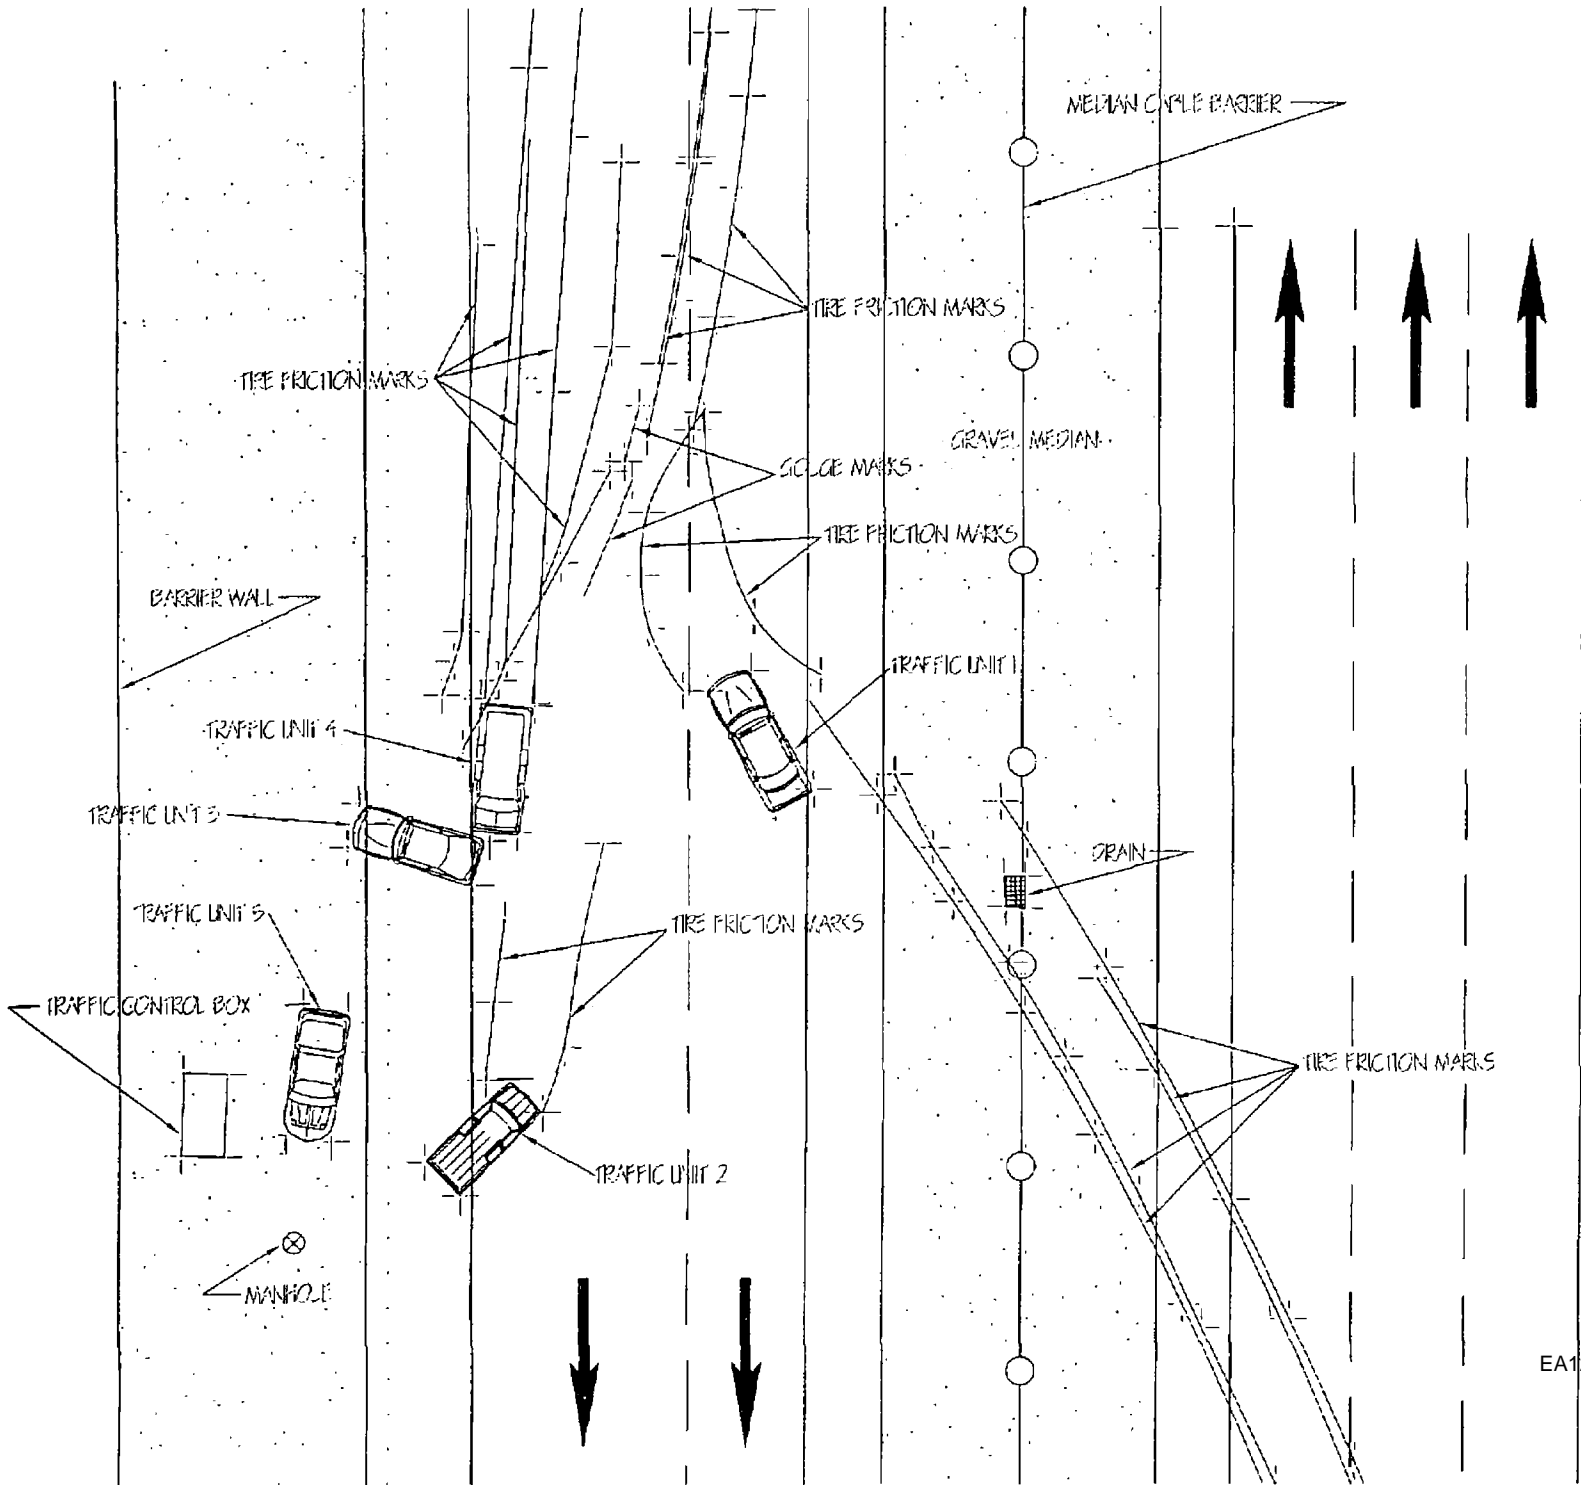 MEDIAN CABLE BARRIER
TIRE FRICTION MARKS
TIRE FRICTION MARKS
GRAVEL MEDIAN
GOUGE MARKS
TIRE FRICTION MARKS
BARRIER WALL
TRAFFIC UNIT 1
TRAFFIC UNIT 4
TRAFFIC UNIT 3
DRAIN
TRAFFIC UNIT 5
TIRE FRICTION MARKS
TRAFFIC CONTROL BOX
TIRE FRICTION MARKS
TRAFFIC UNIT 2
MANHOLE
EA1